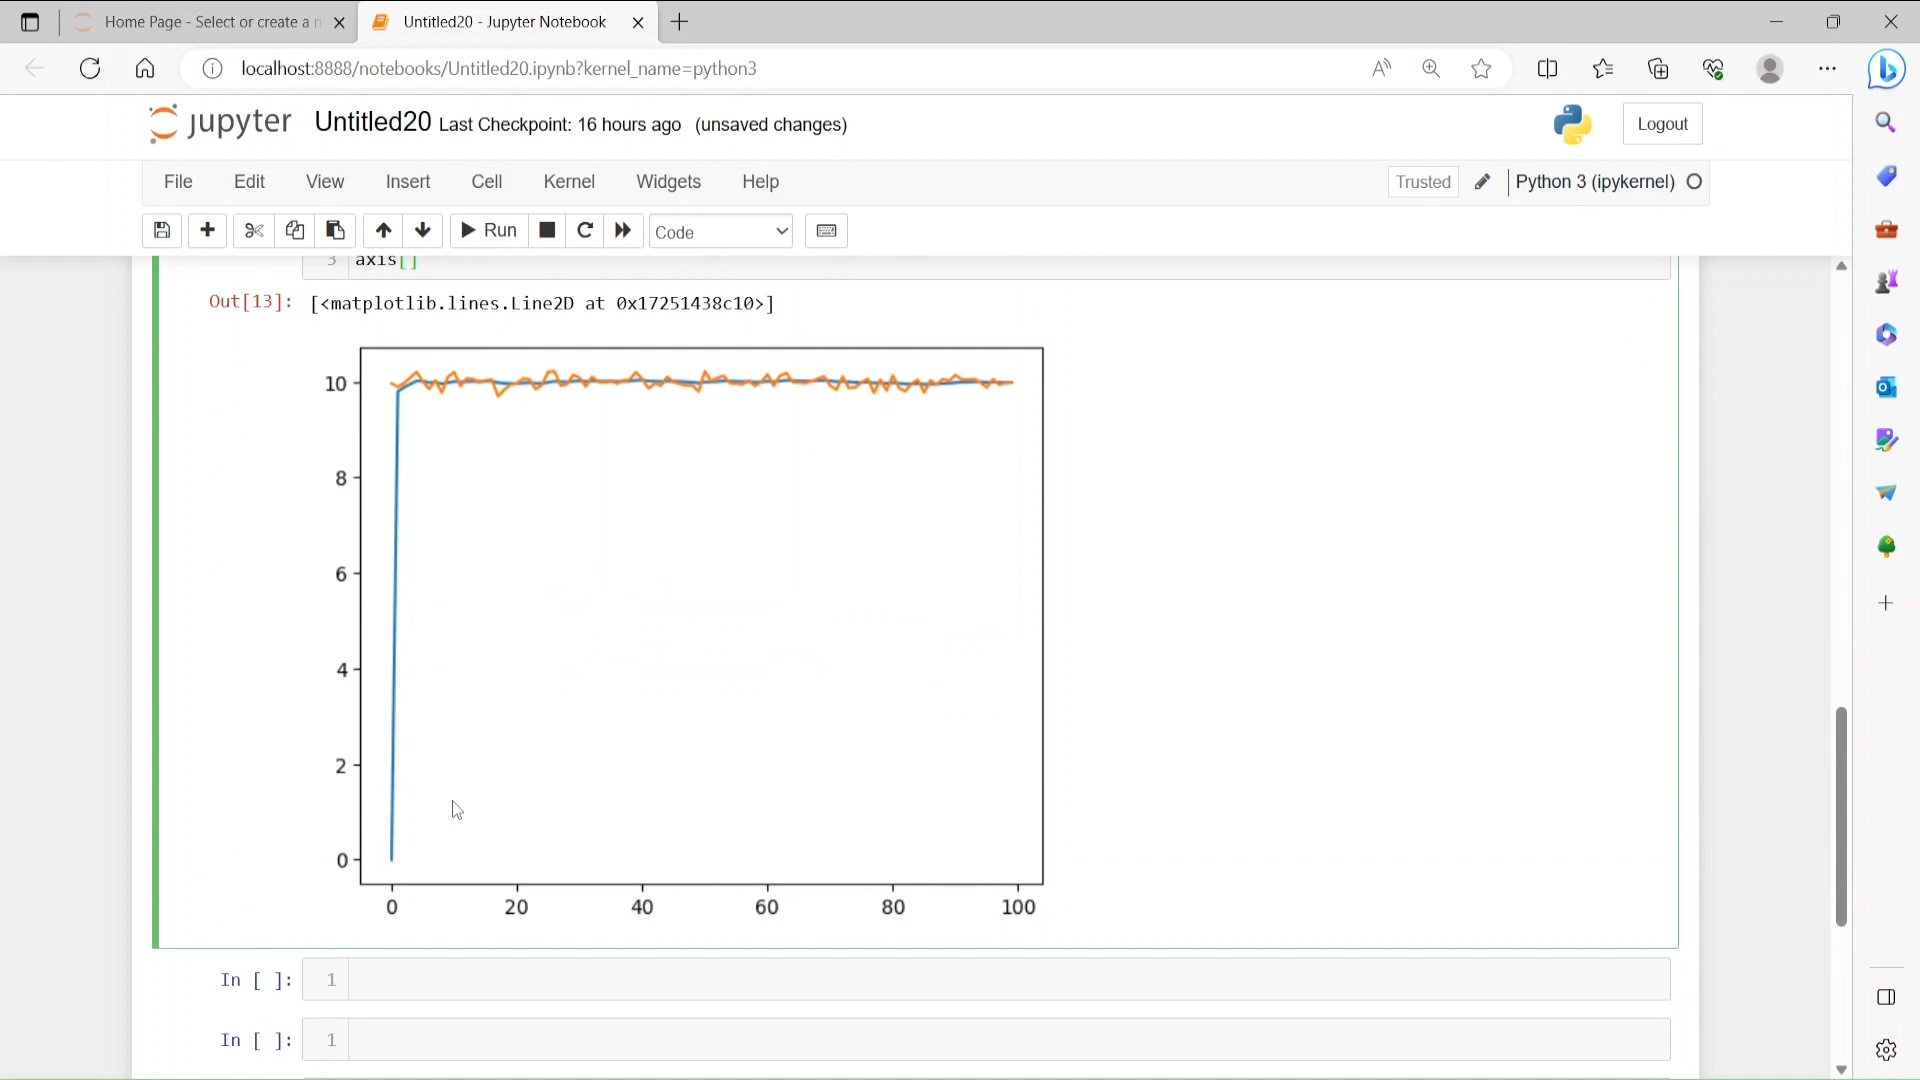 Home Page - Select or create a n
Untitled20 - Jupyter Notebook
localhost:8888/notebooks/Untitled20.ipynb?kernel_name=python3
jupyter Untitled20 Last Checkpoint: 16 hours ago (unsaved changes)
Logout
File Edit View Insert Cell Kernel Widgets Help
Trusted Python 3 (ipykernel)
Run Code
3 axis[]
Out[13]: [<matplotlib.lines.Line2D at 0x17251438c10>]
10
8
6
4
2
0
0 20 40 60 80 100
In [ ]: 1
In [ ]: 1